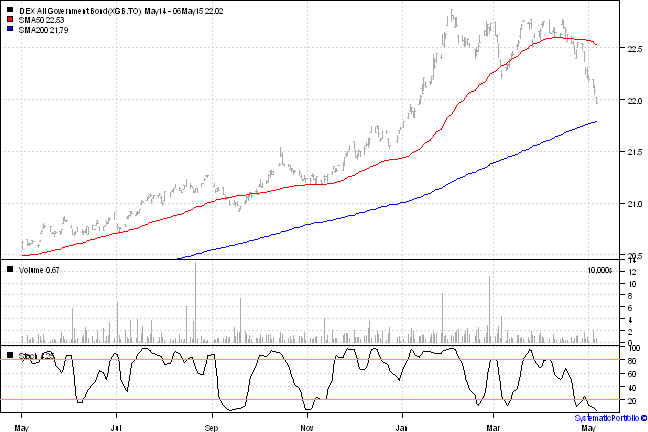 DEX All Government Bond(XGB.TO) May14 - 06May15 22.02
SMA50 22.53
SMA200 21.79
22.5
22.0
21.5
21.0
20.5
Volume 0.67
10,000s
14
12
10
8
6
4
2
0
Stoch
100
80
60
40
20
May
Jul
Sep
Nov
Jan
Mar
May
SystematicPortfolio ©